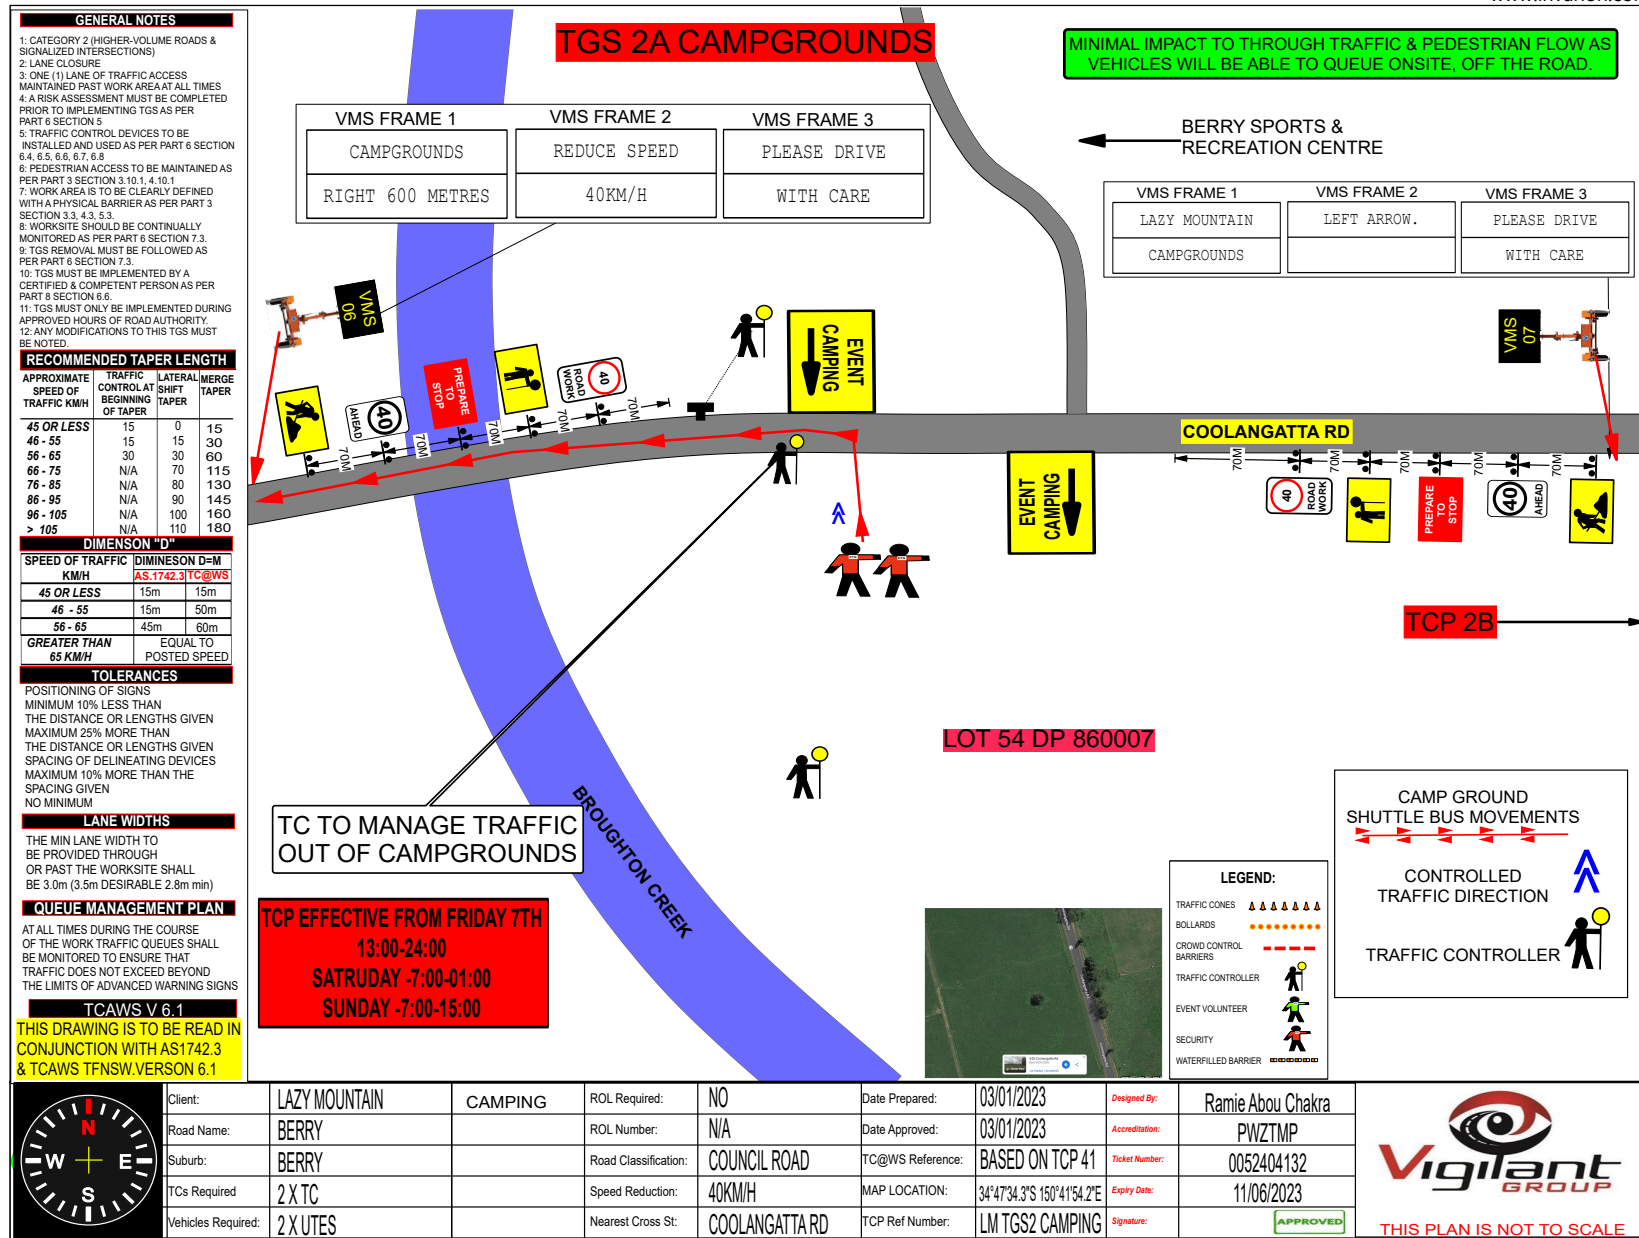 GENERAL NOTES
1: CATEGORY 2 (HIGHER-VOLUME ROADS &
SIGNALIZED INTERSECTIONS)
2: LANE CLOSURE
3: ONE (1) LANE OF TRAFFIC ACCESS
MAINTAINED PAST WORK AREA AT ALL TIMES
4: A RISK ASSESSMENT MUST BE COMPLETED
PRIOR TO IMPLEMENTING TGS AS PER
PART 6 SECTION 5
5: TRAFFIC CONTROL DEVICES TO BE
INSTALLED AND USED AS PER PART 6 SECTION
6.4, 6.5, 6.6, 6.7, 6.8
6: PEDESTRIAN ACCESS TO BE MAINTAINED AS
PER PART 3 SECTION 3.10.1, 4.10.1
7: WORK AREA IS TO BE CLEARLY DEFINED
WITH A PHYSICAL BARRIER AS PER PART 3
SECTION 3.3, 4.3, 5.3.
8: WORKSITE SHOULD BE CONTINUALLY
MONITORED AS PER PART 6 SECTION 7.3.
9: TGS REMOVAL MUST BE FOLLOWED AS
PER PART 6 SECTION 7.3.
10: TGS MUST BE IMPLEMENTED BY A
CERTIFIED & COMPETENT PERSON AS PER
PART 8 SECTION 6.6.
11: TGS MUST ONLY BE IMPLEMENTED DURING
APPROVED HOURS OF ROAD AUTHORITY.
12: ANY MODIFICATIONS TO THIS TGS MUST
BE NOTED.
RECOMMENDED TAPER LENGTH
APPROXIMATE SPEED OF TRAFFIC KM/H TRAFFIC CONTROL AT BEGINNING OF TAPER LATERAL SHIFT TAPER MERGE TAPER
45 OR LESS 15 0 15
46 - 55 15 15 30
56 - 65 30 30 60
66 - 75 N/A 70 115
76 - 85 N/A 80 130
86 - 95 N/A 90 145
96 - 105 N/A 100 160
> 105 N/A 110 180
DIMENSON "D"
SPEED OF TRAFFIC KM/H DIMINESON D=M
AS.1742.3 TC@WS
45 OR LESS 15m 15m
46 - 55 15m 50m
56 - 65 45m 60m
GREATER THAN 65 KM/H EQUAL TO POSTED SPEED
TOLERANCES
POSITIONING OF SIGNS
MINIMUM 10% LESS THAN
THE DISTANCE OR LENGTHS GIVEN
MAXIMUM 25% MORE THAN
THE DISTANCE OR LENGTHS GIVEN
SPACING OF DELINEATING DEVICES
MAXIMUM 10% MORE THAN THE
SPACING GIVEN
NO MINIMUM
LANE WIDTHS
THE MIN LANE WIDTH TO
BE PROVIDED THROUGH
OR PAST THE WORKSITE SHALL
BE 3.0m (3.5m DESIRABLE 2.8m min)
QUEUE MANAGEMENT PLAN
AT ALL TIMES DURING THE COURSE
OF THE WORK TRAFFIC QUEUES SHALL
BE MONITORED TO ENSURE THAT
TRAFFIC DOES NOT EXCEED BEYOND
THE LIMITS OF ADVANCED WARNING SIGNS
TCAWS V 6.1
THIS DRAWING IS TO BE READ IN
CONJUNCTION WITH AS1742.3
& TCAWS TFNSW.VERSON 6.1
TGS 2A CAMPGROUNDS
MINIMAL IMPACT TO THROUGH TRAFFIC & PEDESTRIAN FLOW AS
VEHICLES WILL BE ABLE TO QUEUE ONSITE, OFF THE ROAD.
VMS FRAME 1 VMS FRAME 2 VMS FRAME 3
CAMPGROUNDS REDUCE SPEED PLEASE DRIVE
RIGHT 600 METRES 40KM/H WITH CARE
BERRY SPORTS &
RECREATION CENTRE
VMS FRAME 1 VMS FRAME 2 VMS FRAME 3
LAZY MOUNTAIN LEFT ARROW. PLEASE DRIVE
CAMPGROUNDS WITH CARE
VMS
06
VMS
07
40
AHEAD
PREPARE
TO
STOP
40
ROAD
WORK
70M
70M
70M
70M
70M
EVENT
CAMPING
COOLANGATTA RD
EVENT
CAMPING
70M
70M
70M
70M
70M
40
ROAD
WORK
PREPARE
TO
STOP
40
AHEAD
TCP 2B
LOT 54 DP 860007
BROUGHTON CREEK
TC TO MANAGE TRAFFIC
OUT OF CAMPGROUNDS
TCP EFFECTIVE FROM FRIDAY 7TH
13:00-24:00
SATRUDAY -7:00-01:00
SUNDAY -7:00-15:00
LEGEND:
TRAFFIC CONES
BOLLARDS
CROWD CONTROL
BARRIERS
TRAFFIC CONTROLLER
EVENT VOLUNTEER
SECURITY
WATERFILLED BARRIER
CAMP GROUND
SHUTTLE BUS MOVEMENTS
CONTROLLED
TRAFFIC DIRECTION
TRAFFIC CONTROLLER
N
W E
S
Client: LAZY MOUNTAIN CAMPING ROL Required: NO Date Prepared: 03/01/2023 Designed By: Ramie Abou Chakra
Road Name: BERRY ROL Number: N/A Date Approved: 03/01/2023 Accreditation: PWZTMP
Suburb: BERRY Road Classification: COUNCIL ROAD TC@WS Reference: BASED ON TCP 41 Ticket Number: 0052404132
TCs Required 2 X TC Speed Reduction: 40KM/H MAP LOCATION: 34°47'34.3"S 150°41'54.2"E Expiry Date: 11/06/2023
Vehicles Required: 2 X UTES Nearest Cross St: COOLANGATTA RD TCP Ref Number: LM TGS2 CAMPING Signature: APPROVED
Vigilant
GROUP
THIS PLAN IS NOT TO SCALE